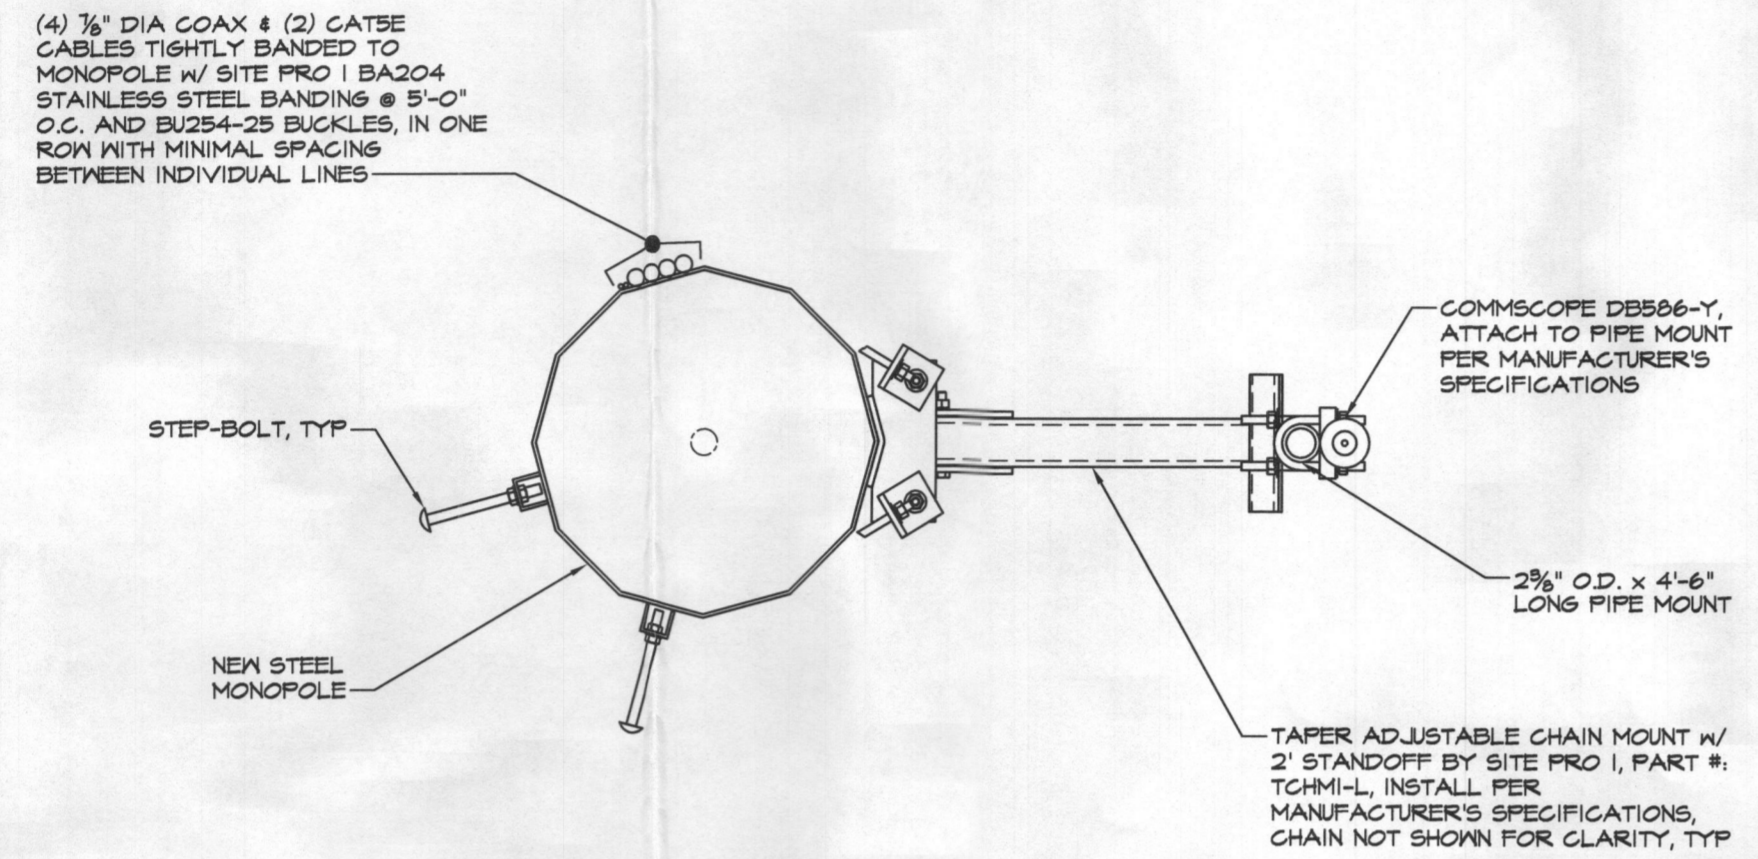 (4) 7/8" DIA COAX & (2) CAT5E
CABLES TIGHTLY BANDED TO
MONOPOLE W/ SITE PRO 1 BA204
STAINLESS STEEL BANDING @ 5'-0"
O.C. AND BU254-25 BUCKLES, IN ONE
ROW WITH MINIMAL SPACING
BETWEEN INDIVIDUAL LINES
COMMSCOPE DB586-Y,
ATTACH TO PIPE MOUNT
PER MANUFACTURER'S
SPECIFICATIONS
STEP-BOLT, TYP
2 3/8" O.D. x 4'-6"
LONG PIPE MOUNT
NEW STEEL
MONOPOLE
TAPER ADJUSTABLE CHAIN MOUNT W/
2' STANDOFF BY SITE PRO 1, PART #:
TCHM1-L, INSTALL PER
MANUFACTURER'S SPECIFICATIONS,
CHAIN NOT SHOWN FOR CLARITY, TYP